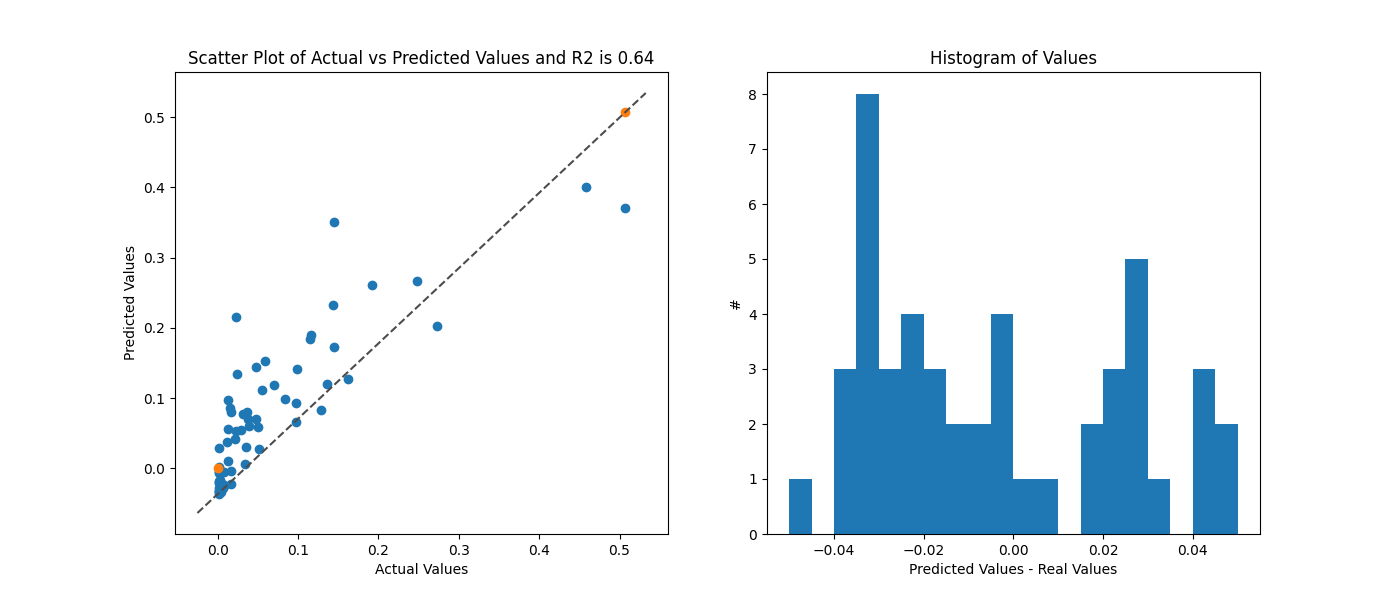 Scatter Plot of Actual vs Predicted Values and R2 is 0.64
0.5
0.4
0.3
0.2
0.1
0.0
Predicted Values
0.0 0.1 0.2 0.3 0.4 0.5
Actual Values
Histogram of Values
8
7
6
5
4
3
2
1
0
#
−0.04 −0.02 0.00 0.02 0.04
Predicted Values - Real Values